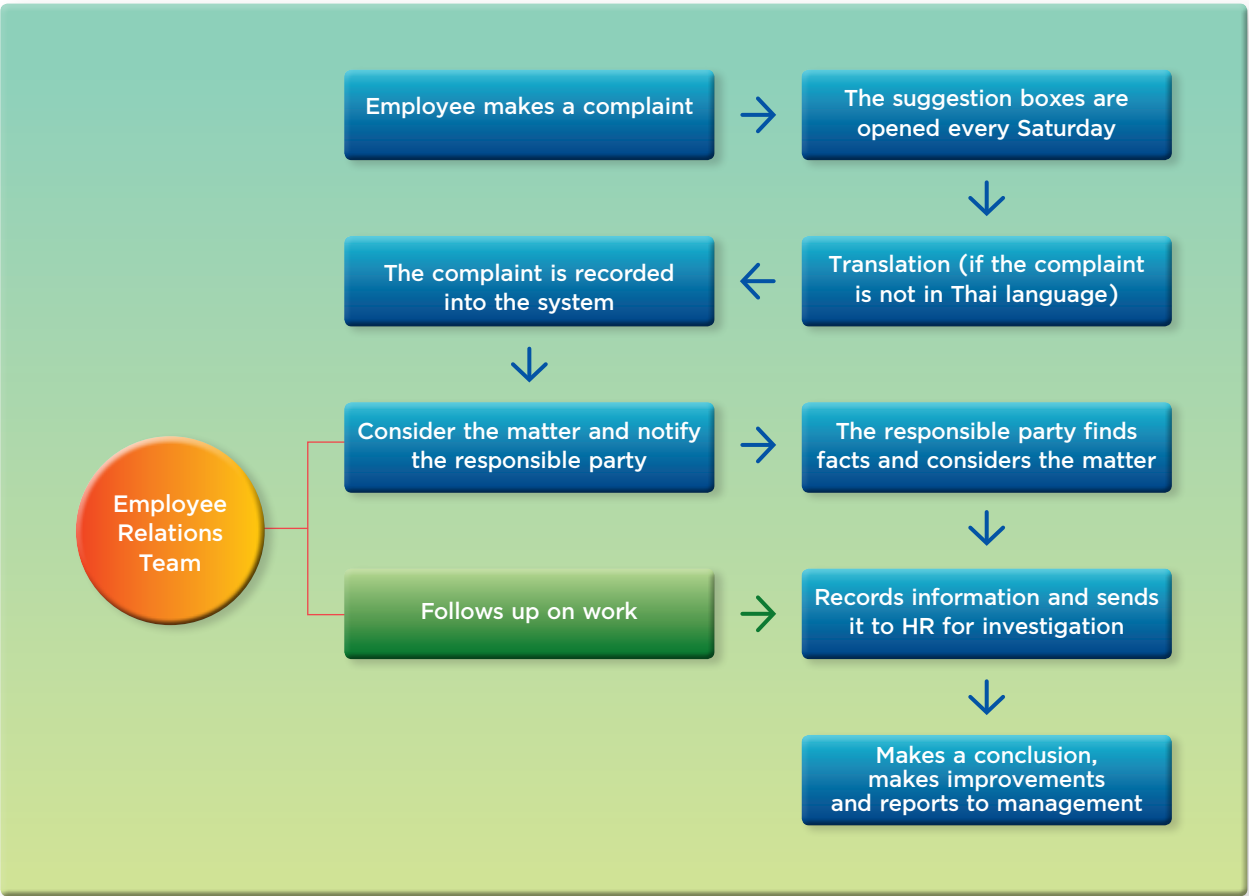 Employee makes a complaint
The suggestion boxes are
opened every Saturday
Translation (if the complaint
is not in Thai language)
The complaint is recorded
into the system
Consider the matter and notify
the responsible party
The responsible party finds
facts and considers the matter
Employee
Relations
Team
Follows up on work
Records information and sends
it to HR for investigation
Makes a conclusion,
makes improvements
and reports to management